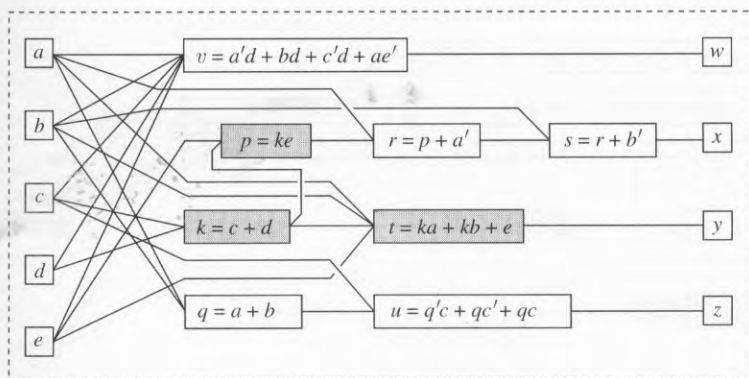 a
v = a′d + bd + c′d + ae′
w
b
p = ke
r = p + a′
s = r + b′
x
c
k = c + d
t = ka + kb + e
y
d
q = a + b
u = q′c + qc′ + qc
z
e